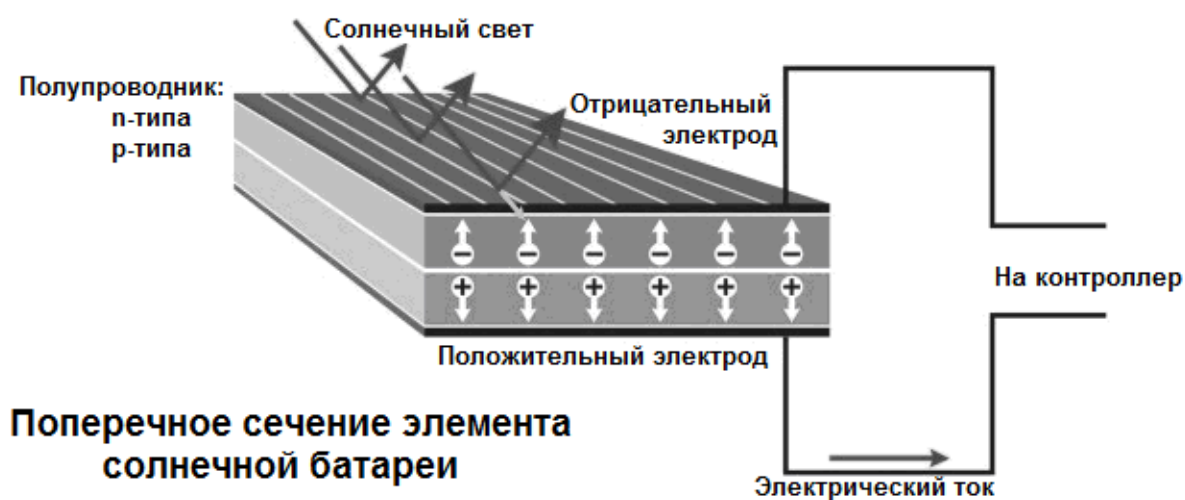 Солнечный свет
Полупроводник:
n-типа
p-типа
Отрицательный
электрод
На контроллер
Положительный электрод
Поперечное сечение элемента
солнечной батареи
Электрический ток